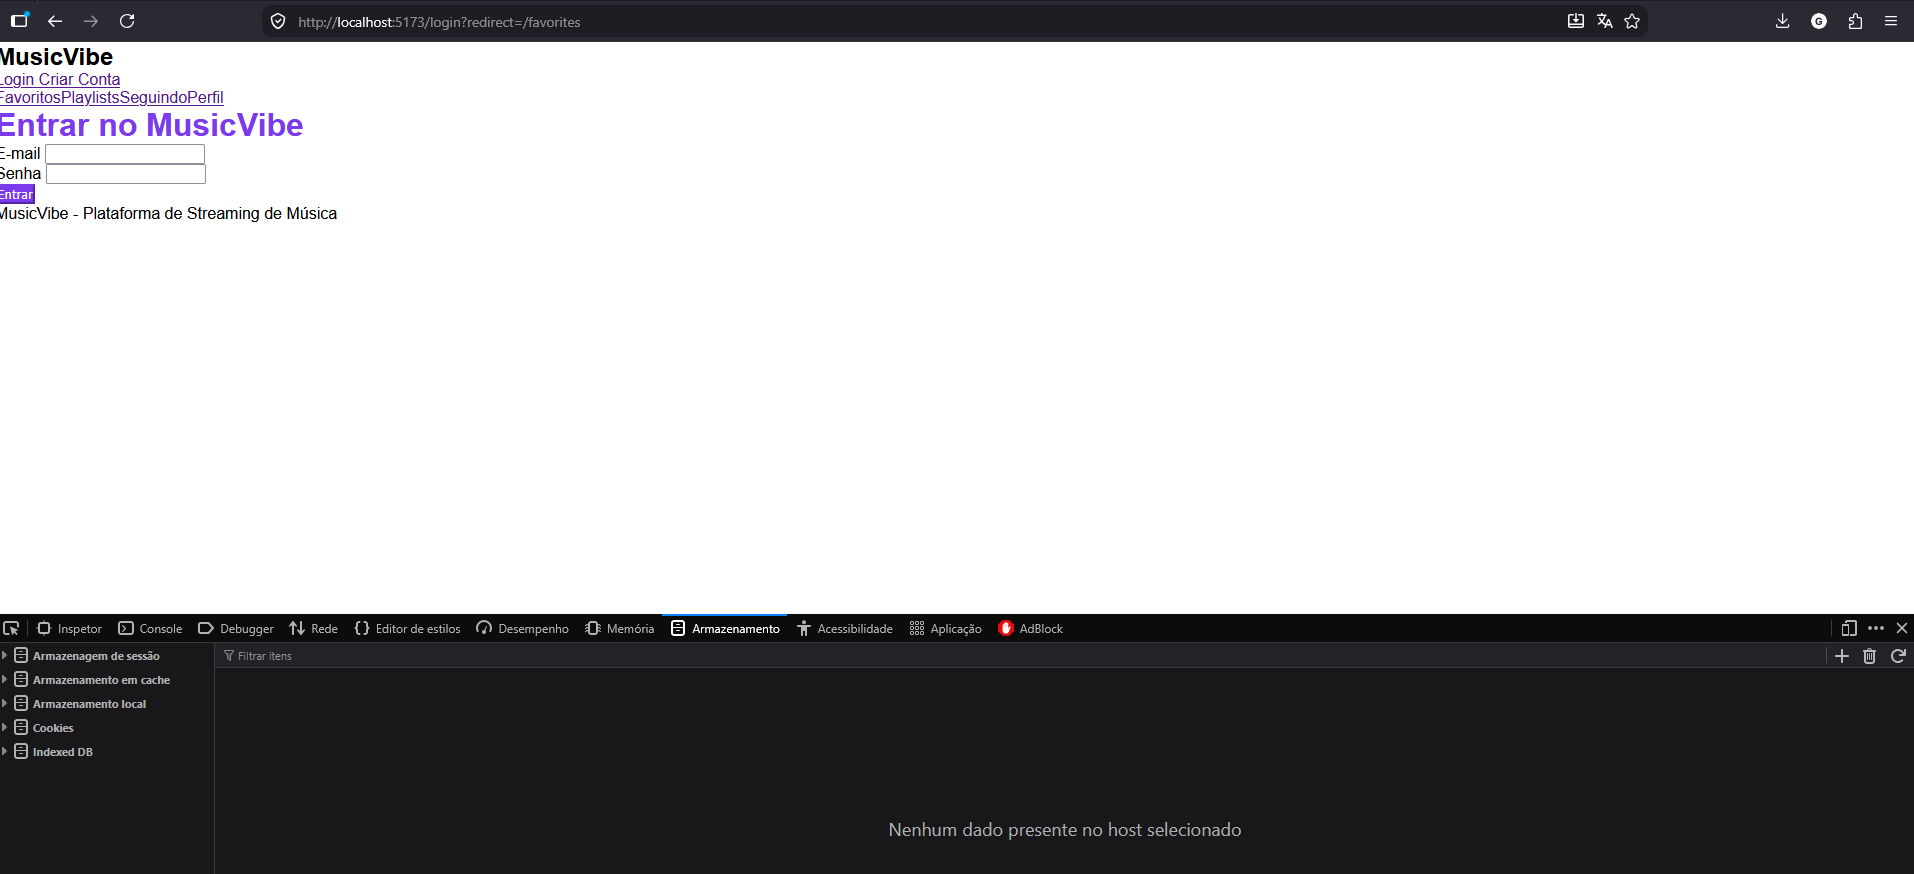 http://localhost:5173/login?redirect=/favorites
G
MusicVibe
Login Criar Conta
FavoritosPlaylistsSeguindoPerfil
Entrar no MusicVibe
E-mail
Senha
Entrar
MusicVibe - Plataforma de Streaming de Música
Inspetor Console Debugger Rede Editor de estilos Desempenho Memória Armazenamento Acessibilidade Aplicação AdBlock
Armazenagem de sessão
Filtrar itens
Armazenamento em cache
Armazenamento local
Cookies
Indexed DB
Nenhum dado presente no host selecionado